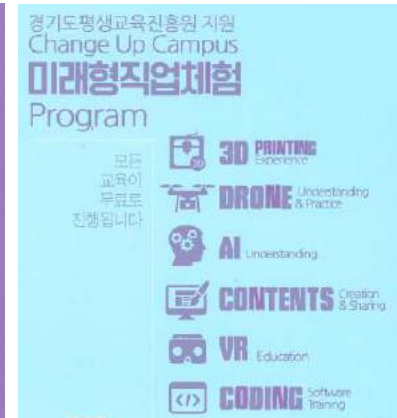 경기도평생교육진흥원 지원
Change Up Campus
미래형직업체험
Program
모든
교육이
무료로
진행됩니다
3D PRINTING Experience
DRONE Understanding & Practice
AI Understanding
CONTENTS Creation & Sharing
VR Education
CODING Software Training